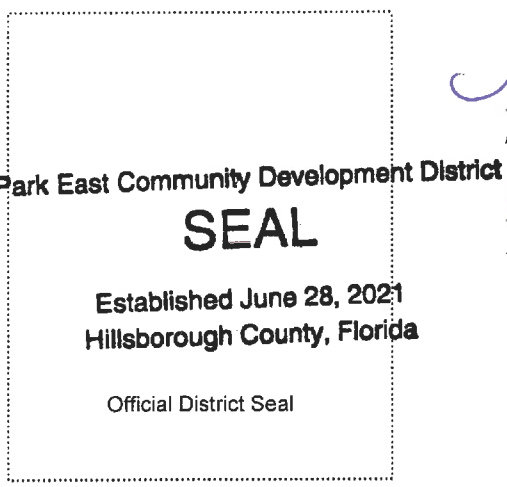 Park East Community Development District
SEAL
Established June 28, 2021
Hillsborough County, Florida
Official District Seal